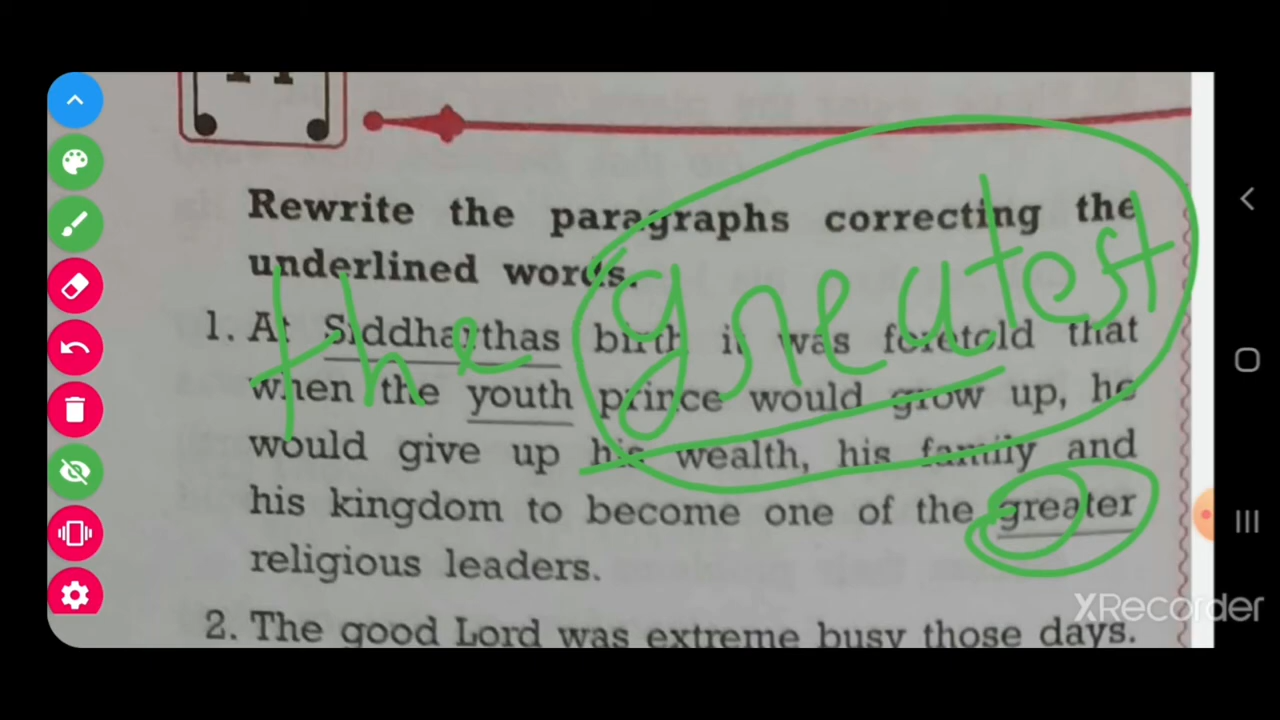 Rewrite the paragraphs correcting the
underlined words.
the greatest
1. At Siddharthas birth it was foretold that
when the youth prince would grow up, he
would give up his wealth, his family and
his kingdom to become one of the greater
religious leaders.
XRecorder
2. The good Lord was extreme busy those days.